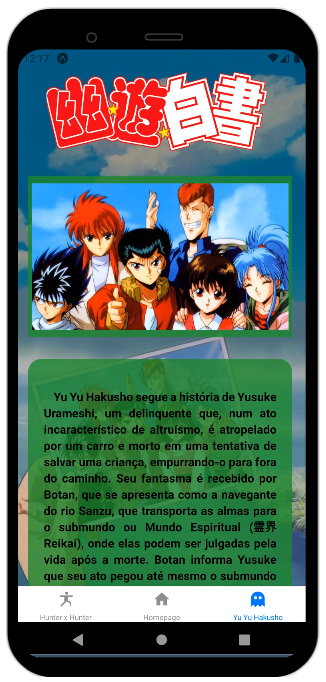 12:17
幽☆遊☆白書
Yu Yu Hakusho segue a história de Yusuke
Urameshi, um delinquente que, num ato
incaracterístico de altruísmo, é atropelado
por um carro e morto em uma tentativa de
salvar uma criança, empurrando-o para fora
do caminho. Seu fantasma é recebido por
Botan, que se apresenta como a navegante
do rio Sanzu, que transporta as almas para
o submundo ou Mundo Espiritual (霊界
Reikai), onde elas podem ser julgadas pela
vida após a morte. Botan informa Yusuke
que seu ato pegou até mesmo o submundo
Hunter x Hunter
Homepage
Yu Yu Hakusho